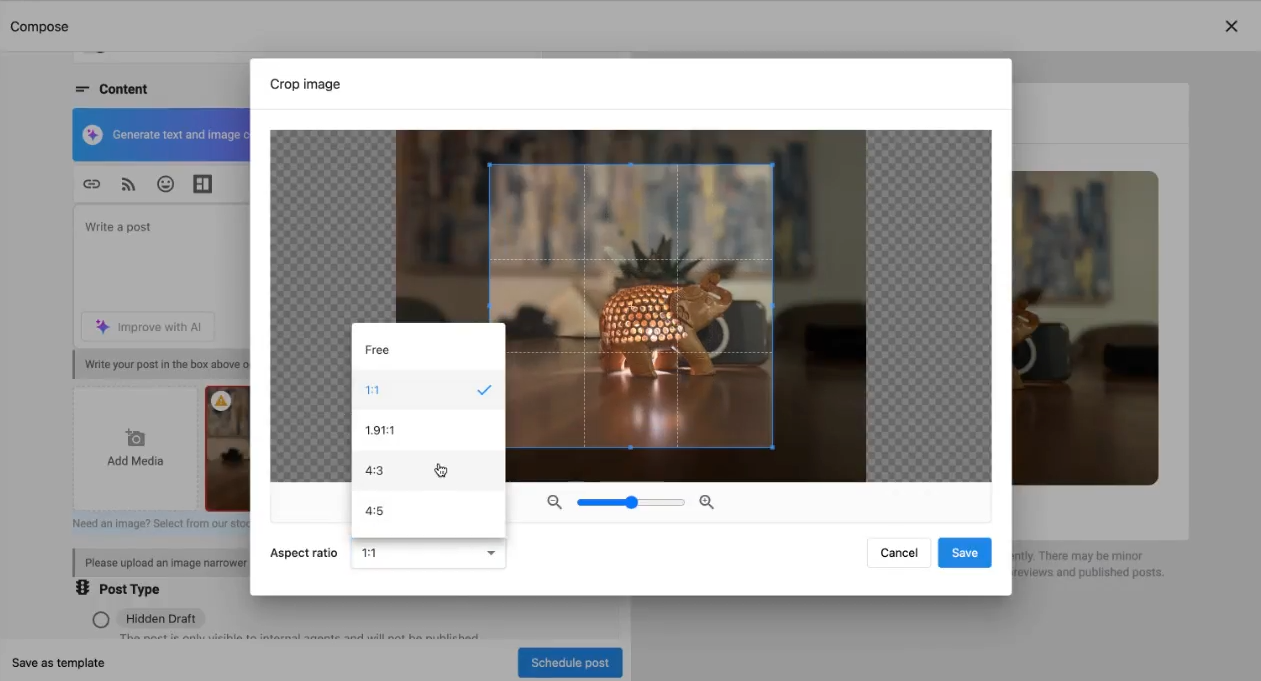 Compose
Content
Generate text and image c
Write a post
Improve with AI
Write your post in the box above o
Add Media
Need an image? Select from our stoc
Please upload an image narrower
Post Type
Hidden Draft
The post is only visible to internal agents and will not be published
Save as template
Schedule post
Crop image
Free
1:1
1.91:1
4:3
4:5
Aspect ratio
1:1
Cancel
Save
ently. There may be minor
reviews and published posts.